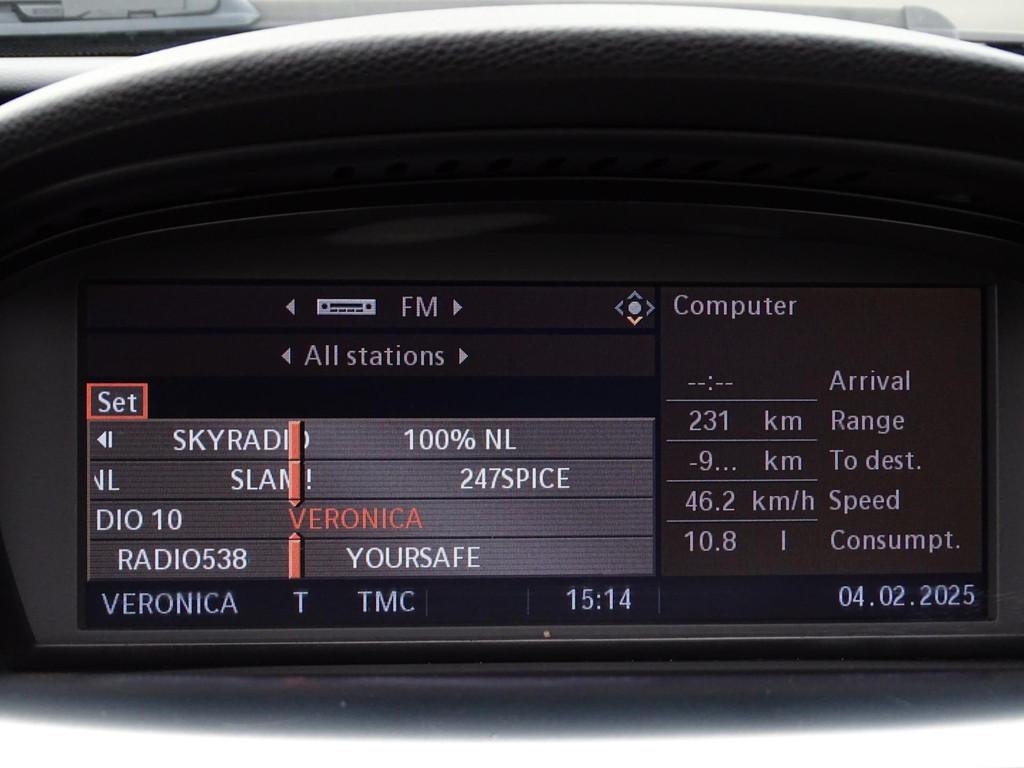 FM
All stations
Set
SKYRADIO 100% NL
NL SLAM! 247SPICE
DIO 10 VERONICA
RADIO538 YOURSAFE
VERONICA T TMC 15:14
Computer
--:-- Arrival
231 km Range
-9... km To dest.
46.2 km/h Speed
10.8 l Consumpt.
04.02.2025